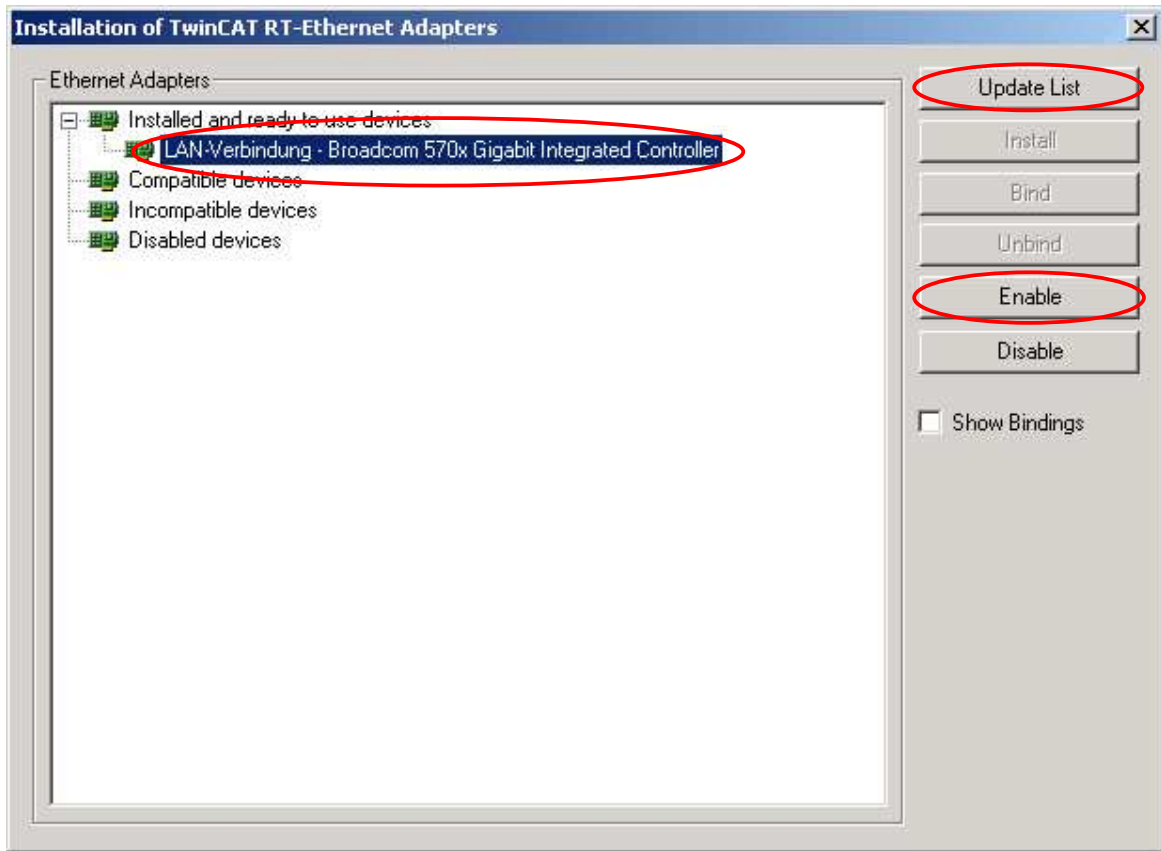 Installation of TwinCAT RT-Ethernet Adapters
Ethernet Adapters
Installed and ready to use devices
LAN-Verbindung - Broadcom 570x Gigabit Integrated Controller
Compatible devices
Incompatible devices
Disabled devices
Update List
Install
Bind
Unbind
Enable
Disable
Show Bindings